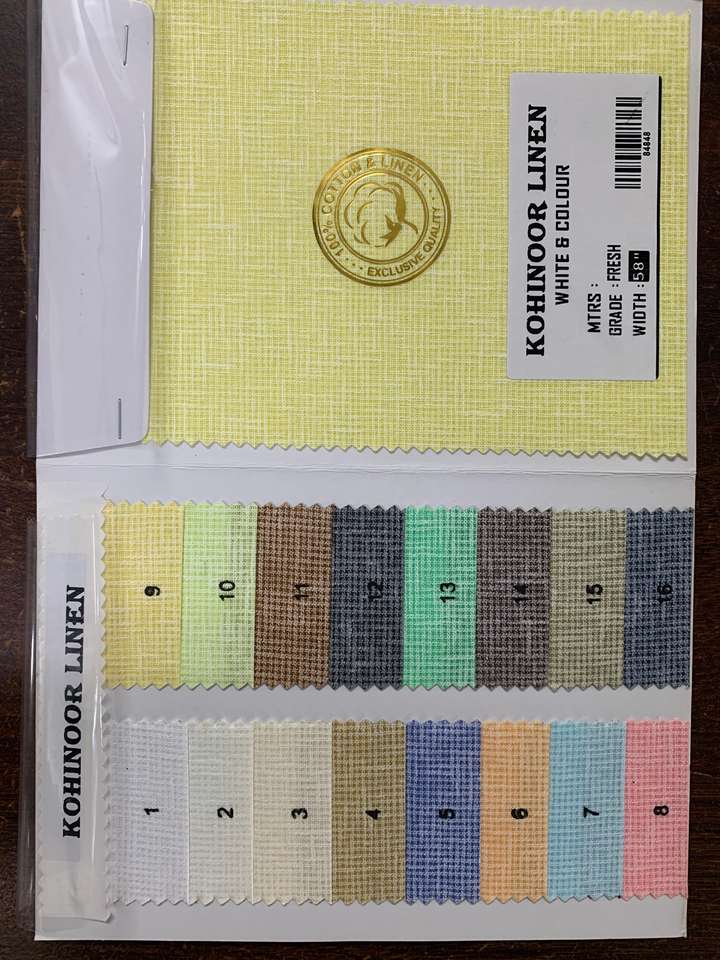 100% COTTON & LINEN
EXCLUSIVE QUALITY
KOHINOOR LINEN
WHITE & COLOUR
MTRS :
GRADE : FRESH
WIDTH : 58"
84848
KOHINOOR LINEN
1
2
3
4
5
6
7
8
9
10
11
12
13
14
15
16